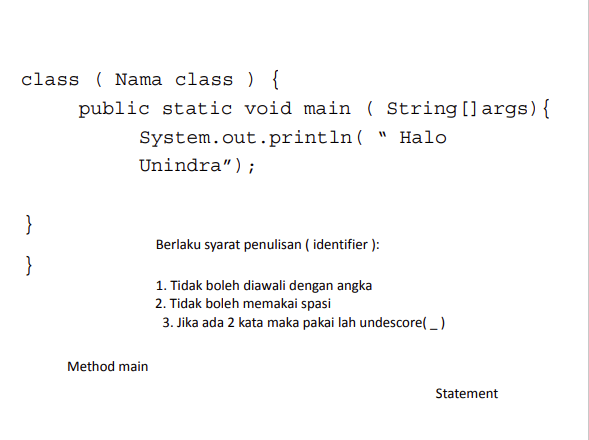 class ( Nama class ) {
public static void main ( String[]args){
System.out.println( “ Halo
Unindra”);
}
Berlaku syarat penulisan ( identifier ):
}
1. Tidak boleh diawali dengan angka
2. Tidak boleh memakai spasi
3. Jika ada 2 kata maka pakai lah undescore( _ )
Method main
Statement